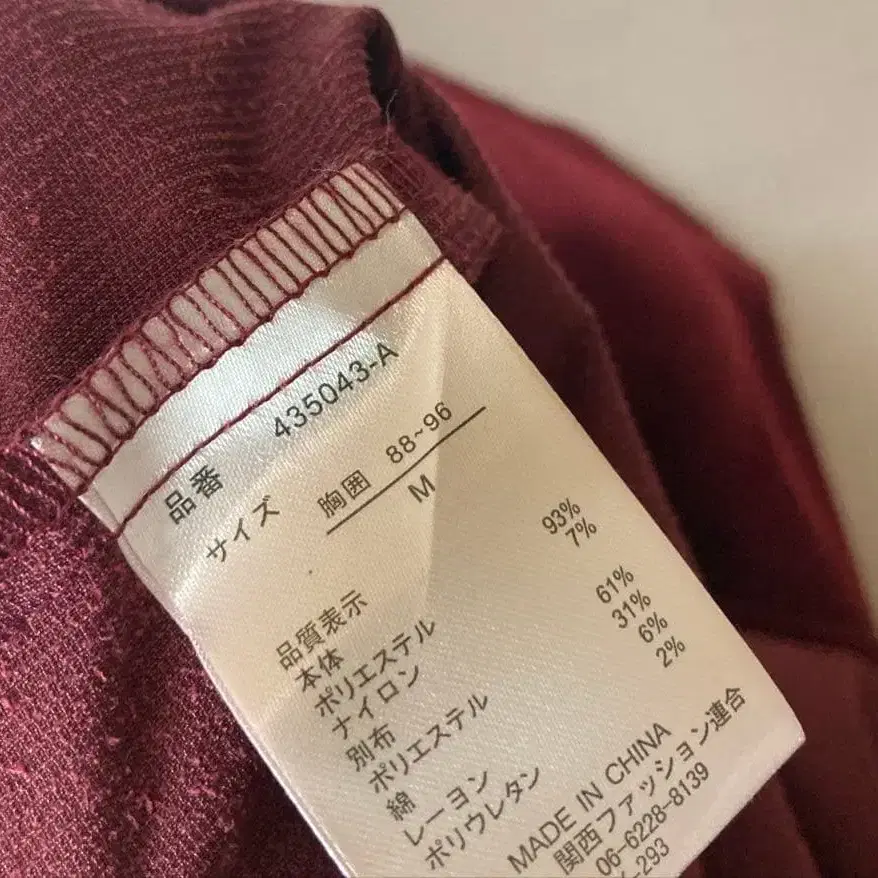 品番 435043-A
サイズ 胸囲 88~96
M
品質表示
本体
ポリエステル 93%
ナイロン 7%
別布
ポリエステル 61%
綿 31%
レーヨン 6%
ポリウレタン 2%
MADE IN CHINA
関西ファッション連合
06-6228-8139
-293